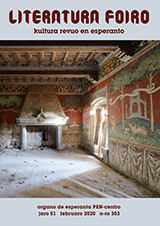 LITERATURA FOIRO
kultura revuo en esperanto
organo de esperanta PEN-centro
jaro 51 februaro 2020 n-ro 303